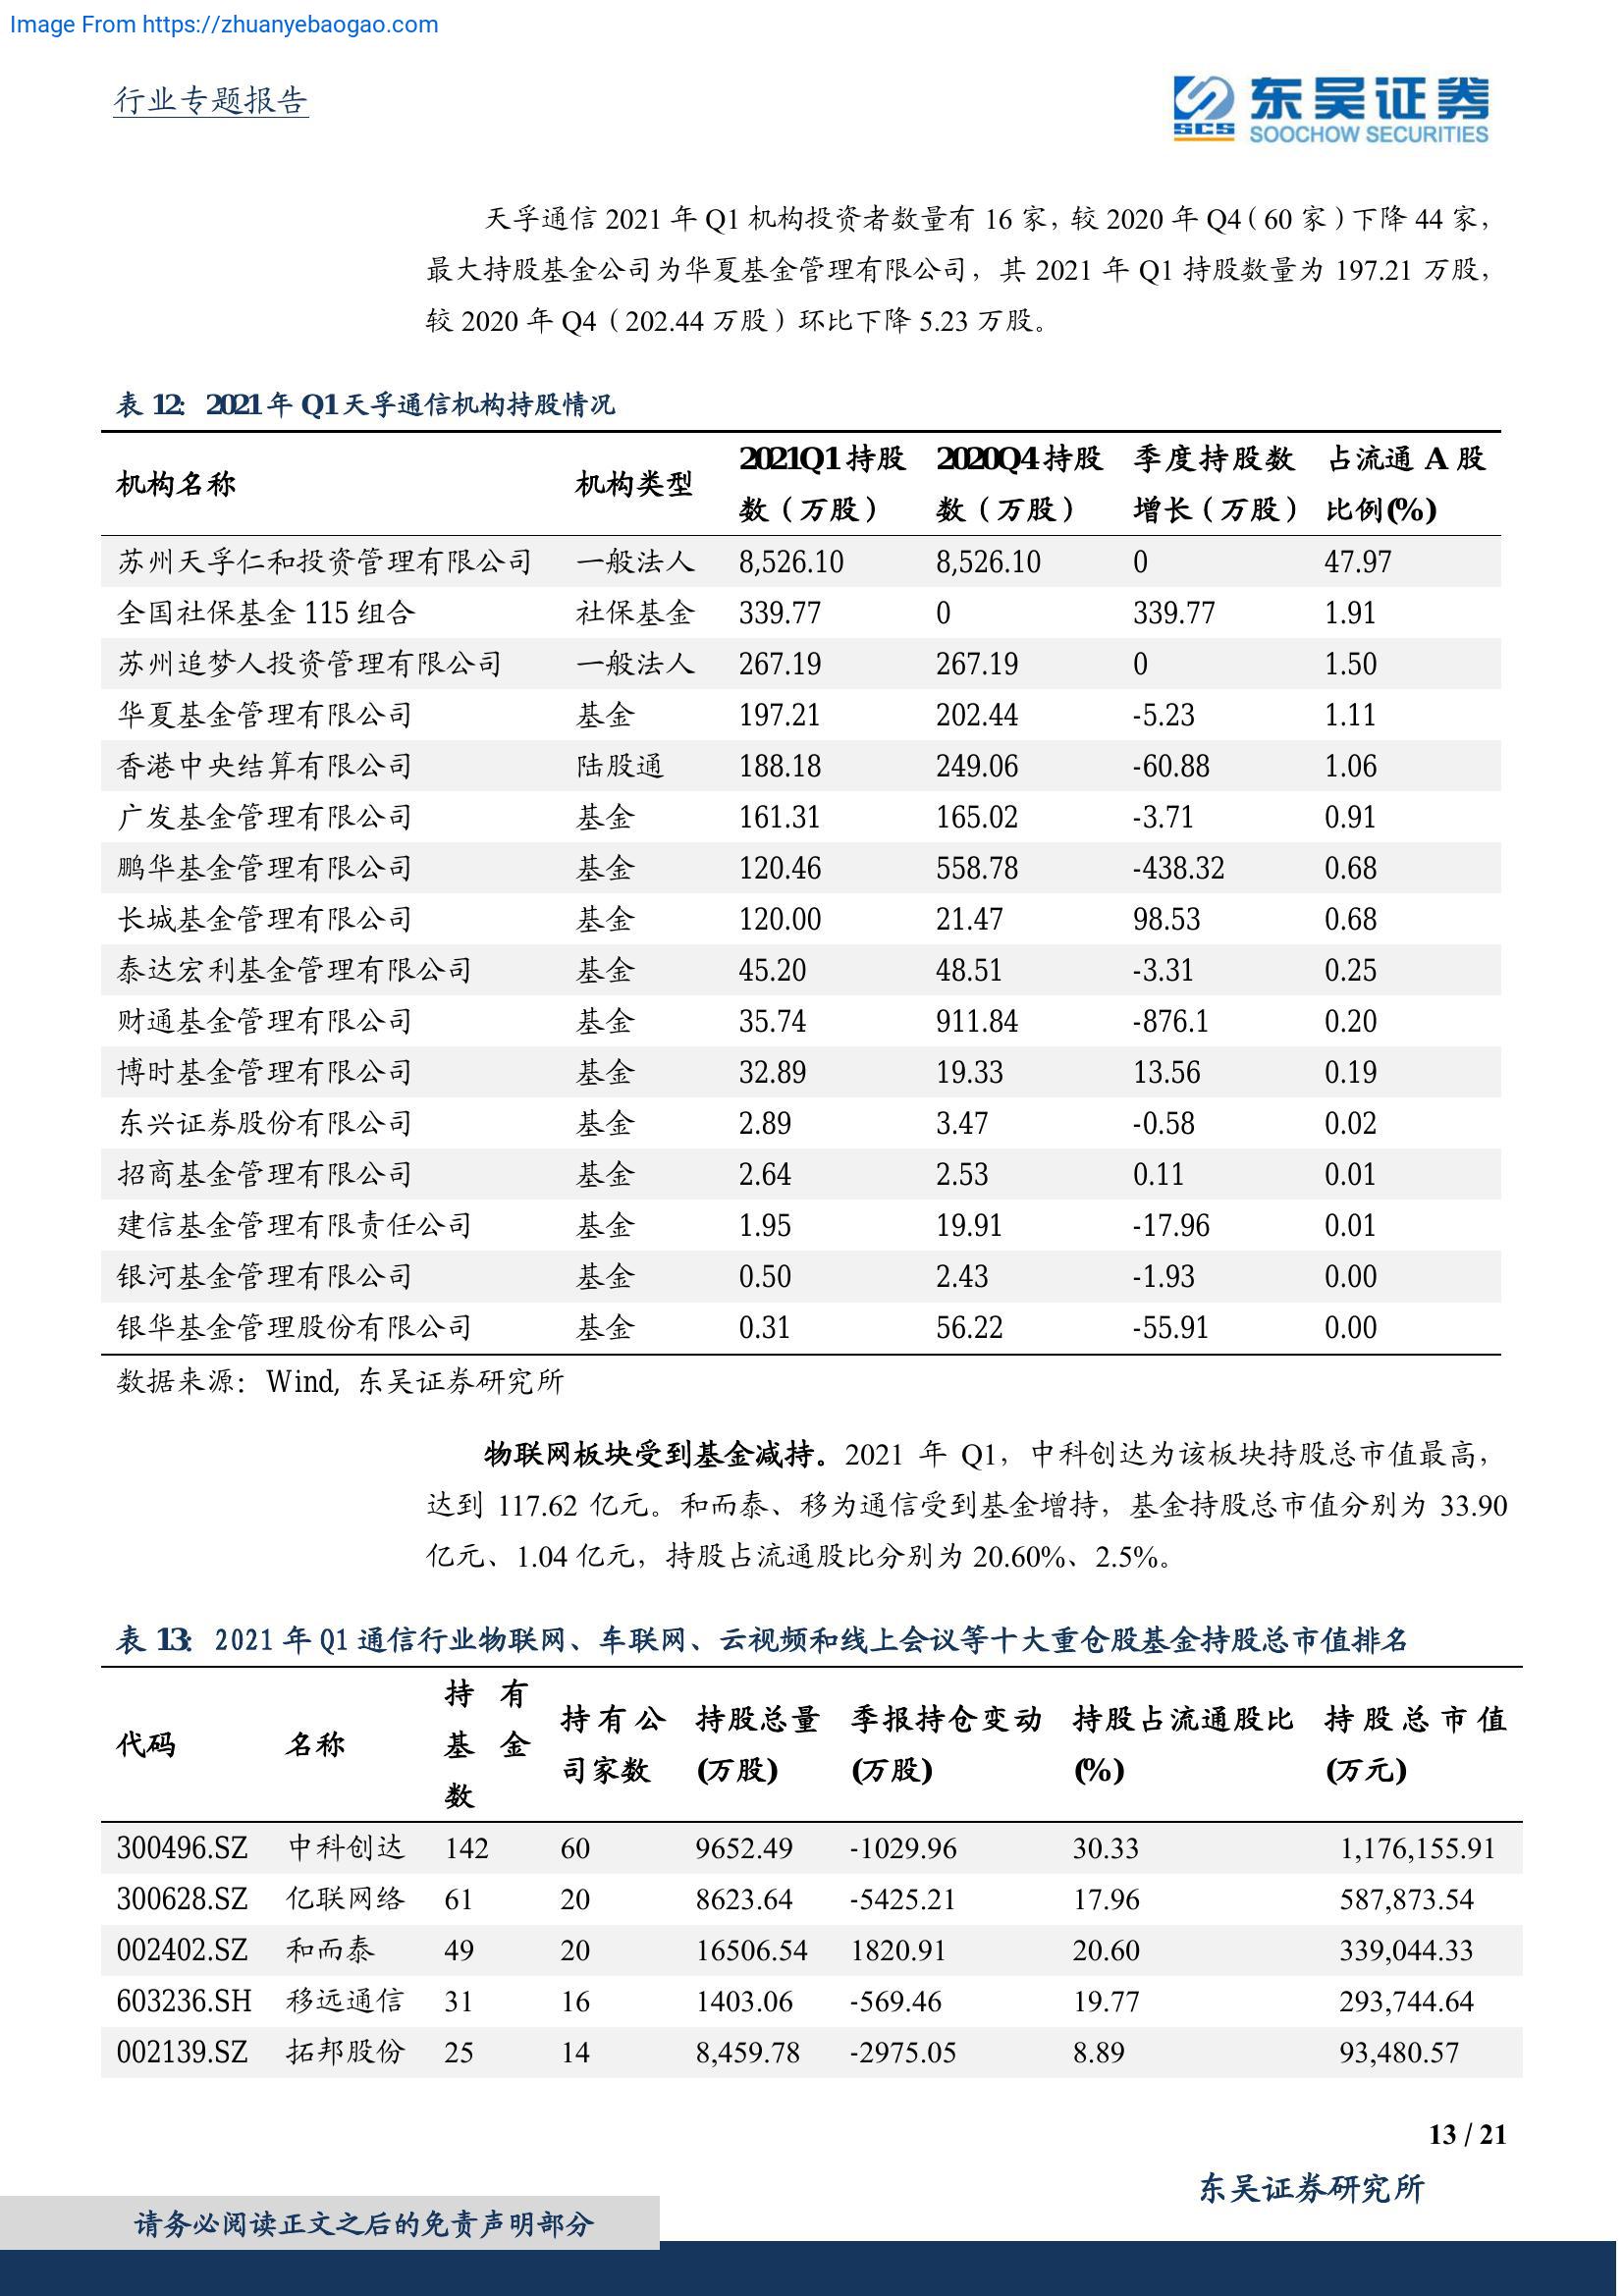 Image From https://zhuanyebaogao.com
行业专题报告
东吴证券
SCS SOOCHOW SECURITIES
天孚通信 2021 年 Q1 机构投资者数量有 16 家，较 2020 年 Q4（60 家）下降 44 家，
最大持股基金公司为华夏基金管理有限公司，其 2021 年 Q1 持股数量为 197.21 万股，
较 2020 年 Q4（202.44 万股）环比下降 5.23 万股。
表 12：2021 年 Q1 天孚通信机构持股情况
机构名称 机构类型 2021Q1 持股数（万股） 2020Q4 持股数（万股） 季度持股数增长（万股） 占流通 A 股比例(%)
苏州天孚仁和投资管理有限公司 一般法人 8,526.10 8,526.10 0 47.97
全国社保基金 115 组合 社保基金 339.77 0 339.77 1.91
苏州追梦人投资管理有限公司 一般法人 267.19 267.19 0 1.50
华夏基金管理有限公司 基金 197.21 202.44 -5.23 1.11
香港中央结算有限公司 陆股通 188.18 249.06 -60.88 1.06
广发基金管理有限公司 基金 161.31 165.02 -3.71 0.91
鹏华基金管理有限公司 基金 120.46 558.78 -438.32 0.68
长城基金管理有限公司 基金 120.00 21.47 98.53 0.68
泰达宏利基金管理有限公司 基金 45.20 48.51 -3.31 0.25
财通基金管理有限公司 基金 35.74 911.84 -876.1 0.20
博时基金管理有限公司 基金 32.89 19.33 13.56 0.19
东兴证券股份有限公司 基金 2.89 3.47 -0.58 0.02
招商基金管理有限公司 基金 2.64 2.53 0.11 0.01
建信基金管理有限责任公司 基金 1.95 19.91 -17.96 0.01
银河基金管理有限公司 基金 0.50 2.43 -1.93 0.00
银华基金管理股份有限公司 基金 0.31 56.22 -55.91 0.00
数据来源：Wind, 东吴证券研究所
物联网板块受到基金减持。2021 年 Q1，中科创达为该板块持股总市值最高，
达到 117.62 亿元。和而泰、移为通信受到基金增持，基金持股总市值分别为 33.90
亿元、1.04 亿元，持股占流通股比分别为 20.60%、2.5%。
表 13：2021 年 Q1 通信行业物联网、车联网、云视频和线上会议等十大重仓股基金持股总市值排名
代码 名称 持有基金数 持有公司家数 持股总量(万股) 季报持仓变动(万股) 持股占流通股比(%) 持股总市值(万元)
300496.SZ 中科创达 142 60 9652.49 -1029.96 30.33 1,176,155.91
300628.SZ 亿联网络 61 20 8623.64 -5425.21 17.96 587,873.54
002402.SZ 和而泰 49 20 16506.54 1820.91 20.60 339,044.33
603236.SH 移远通信 31 16 1403.06 -569.46 19.77 293,744.64
002139.SZ 拓邦股份 25 14 8,459.78 -2975.05 8.89 93,480.57
13 / 21
东吴证券研究所
请务必阅读正文之后的免责声明部分